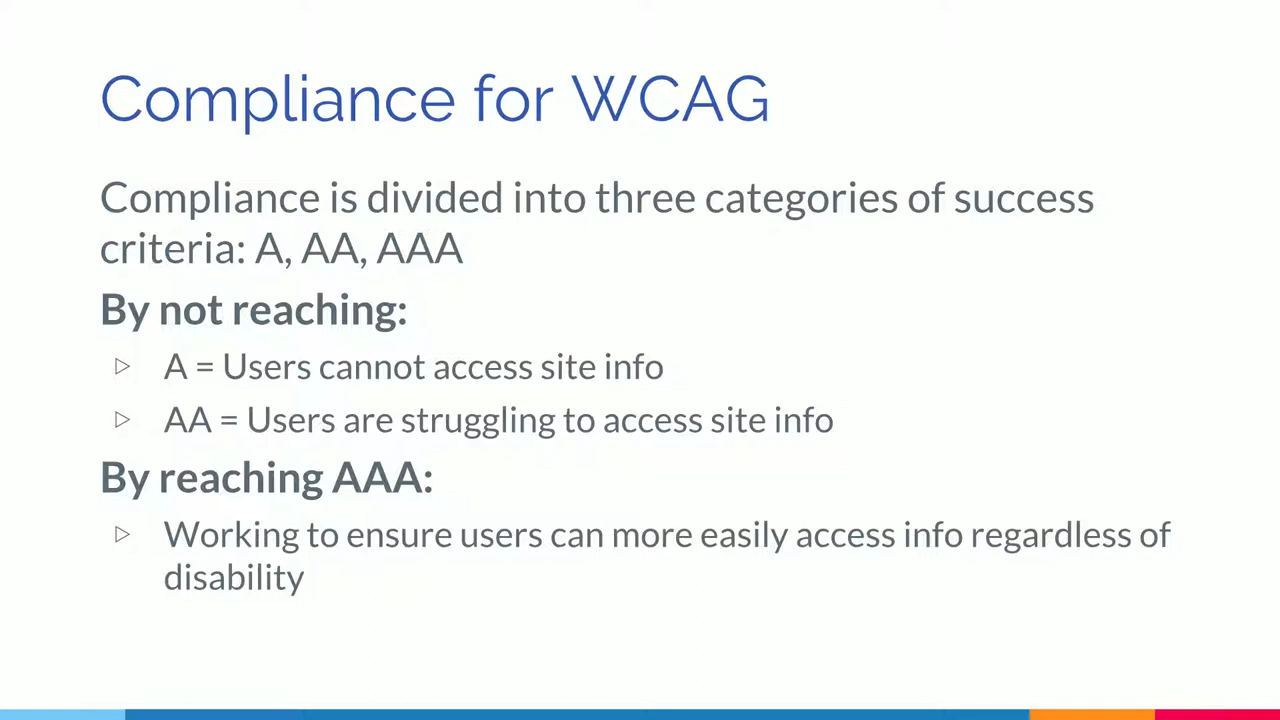 Compliance for WCAG
Compliance is divided into three categories of success
criteria: A, AA, AAA
By not reaching:
▷ A = Users cannot access site info
▷ AA = Users are struggling to access site info
By reaching AAA:
▷ Working to ensure users can more easily access info regardless of
disability